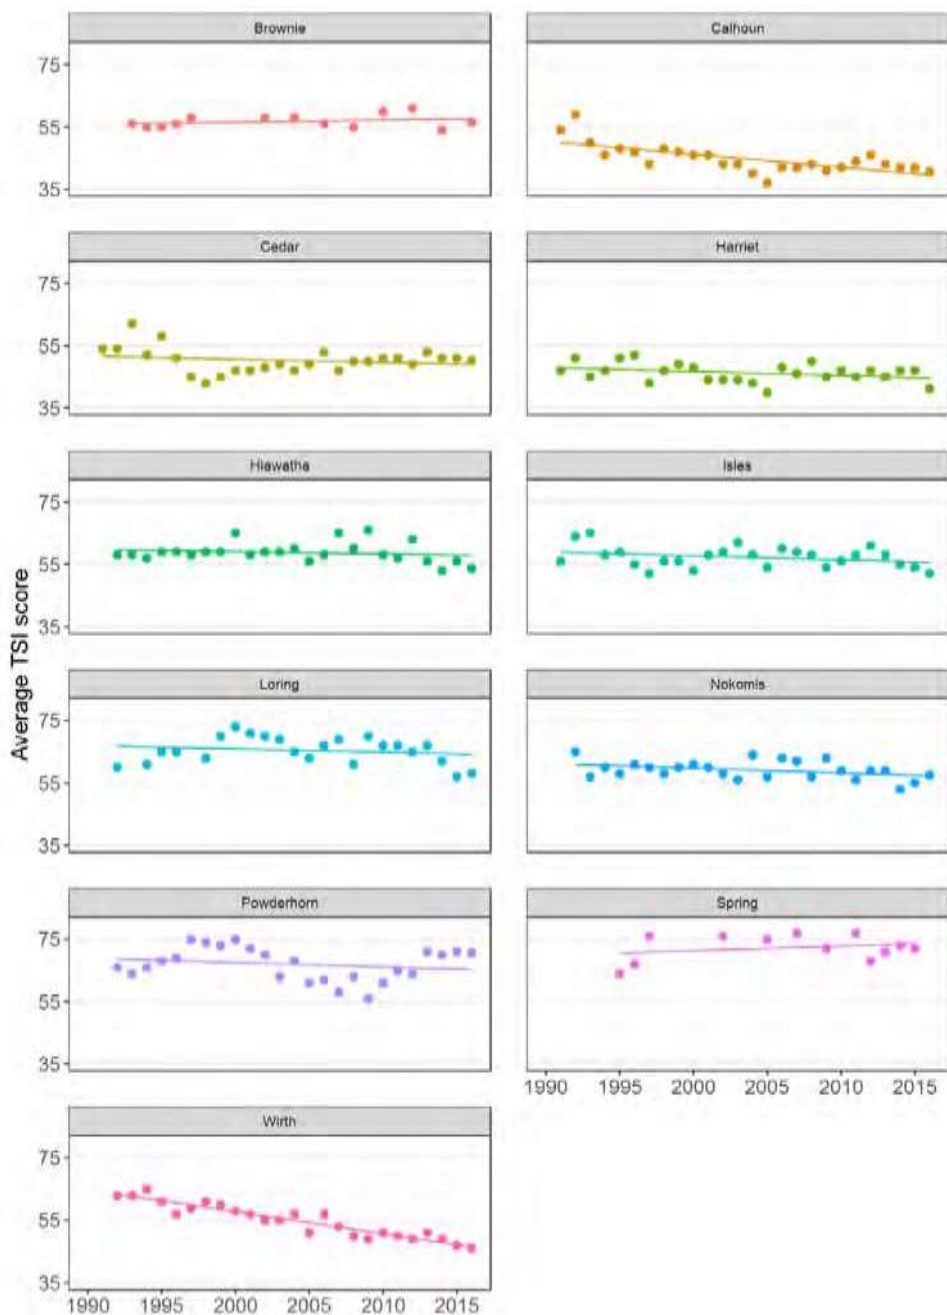 Brownie Calhoun
75
55
35
Cedar Harriet
75
55
35
Hiawatha Isles
75
55
35
Average TSI score
Loring Nokomis
75
55
35
Powderhorn Spring
75
55
35
1990 1995 2000 2005 2010 2015
Wirth
75
55
35
1990 1995 2000 2005 2010 2015